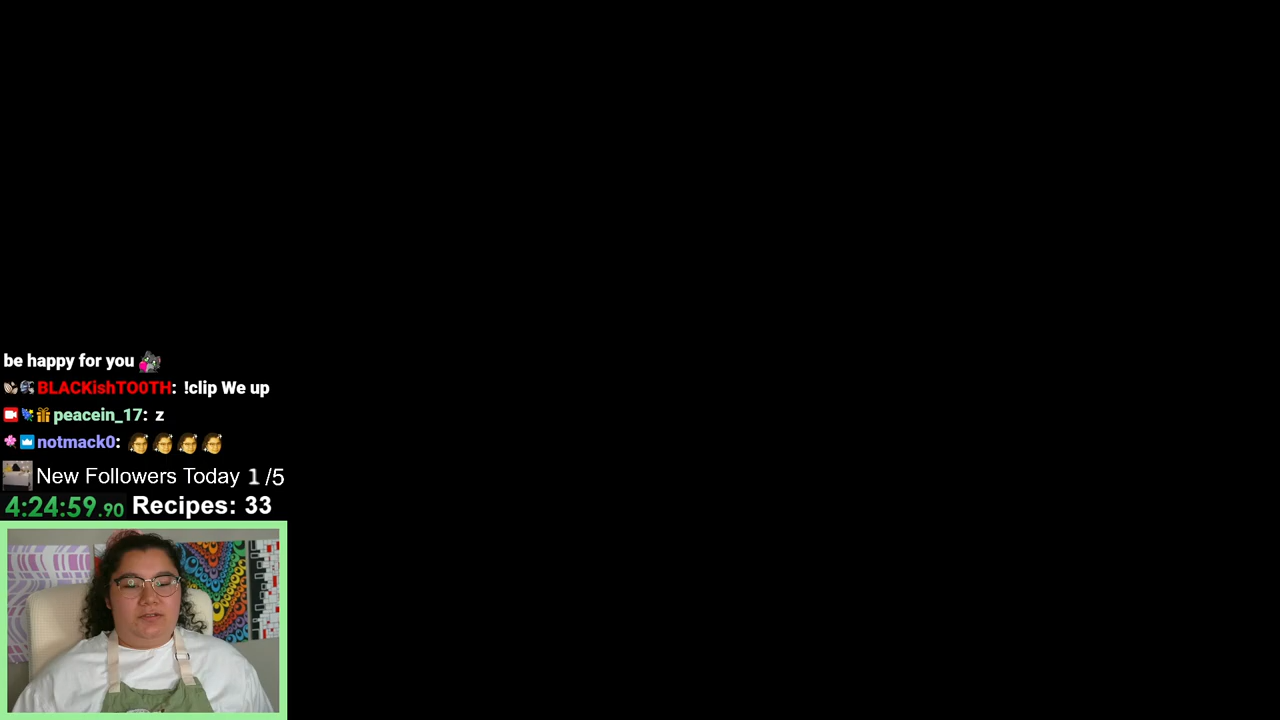 be happy for you
BLACKishTO0TH: !clip We up
peacein_17: z
notmack0:
New Followers Today 1 /5
4:24:59.90 Recipes: 33